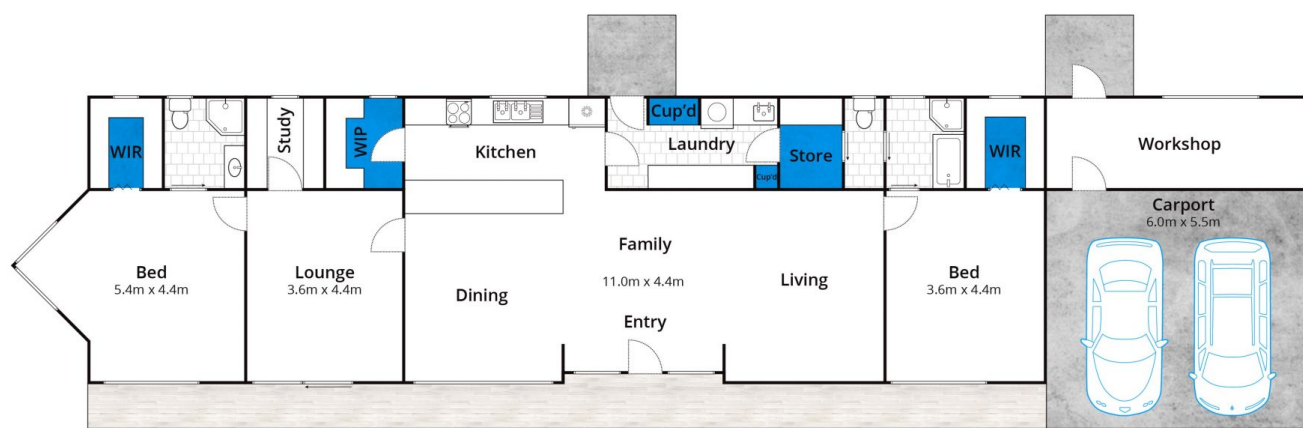 WIR
Study
WIP
Kitchen
Cup'd
Laundry
Store
Cup'd
WIR
Workshop
Bed
5.4m x 4.4m
Lounge
3.6m x 4.4m
Dining
Family
11.0m x 4.4m
Entry
Living
Bed
3.6m x 4.4m
Carport
6.0m x 5.5m